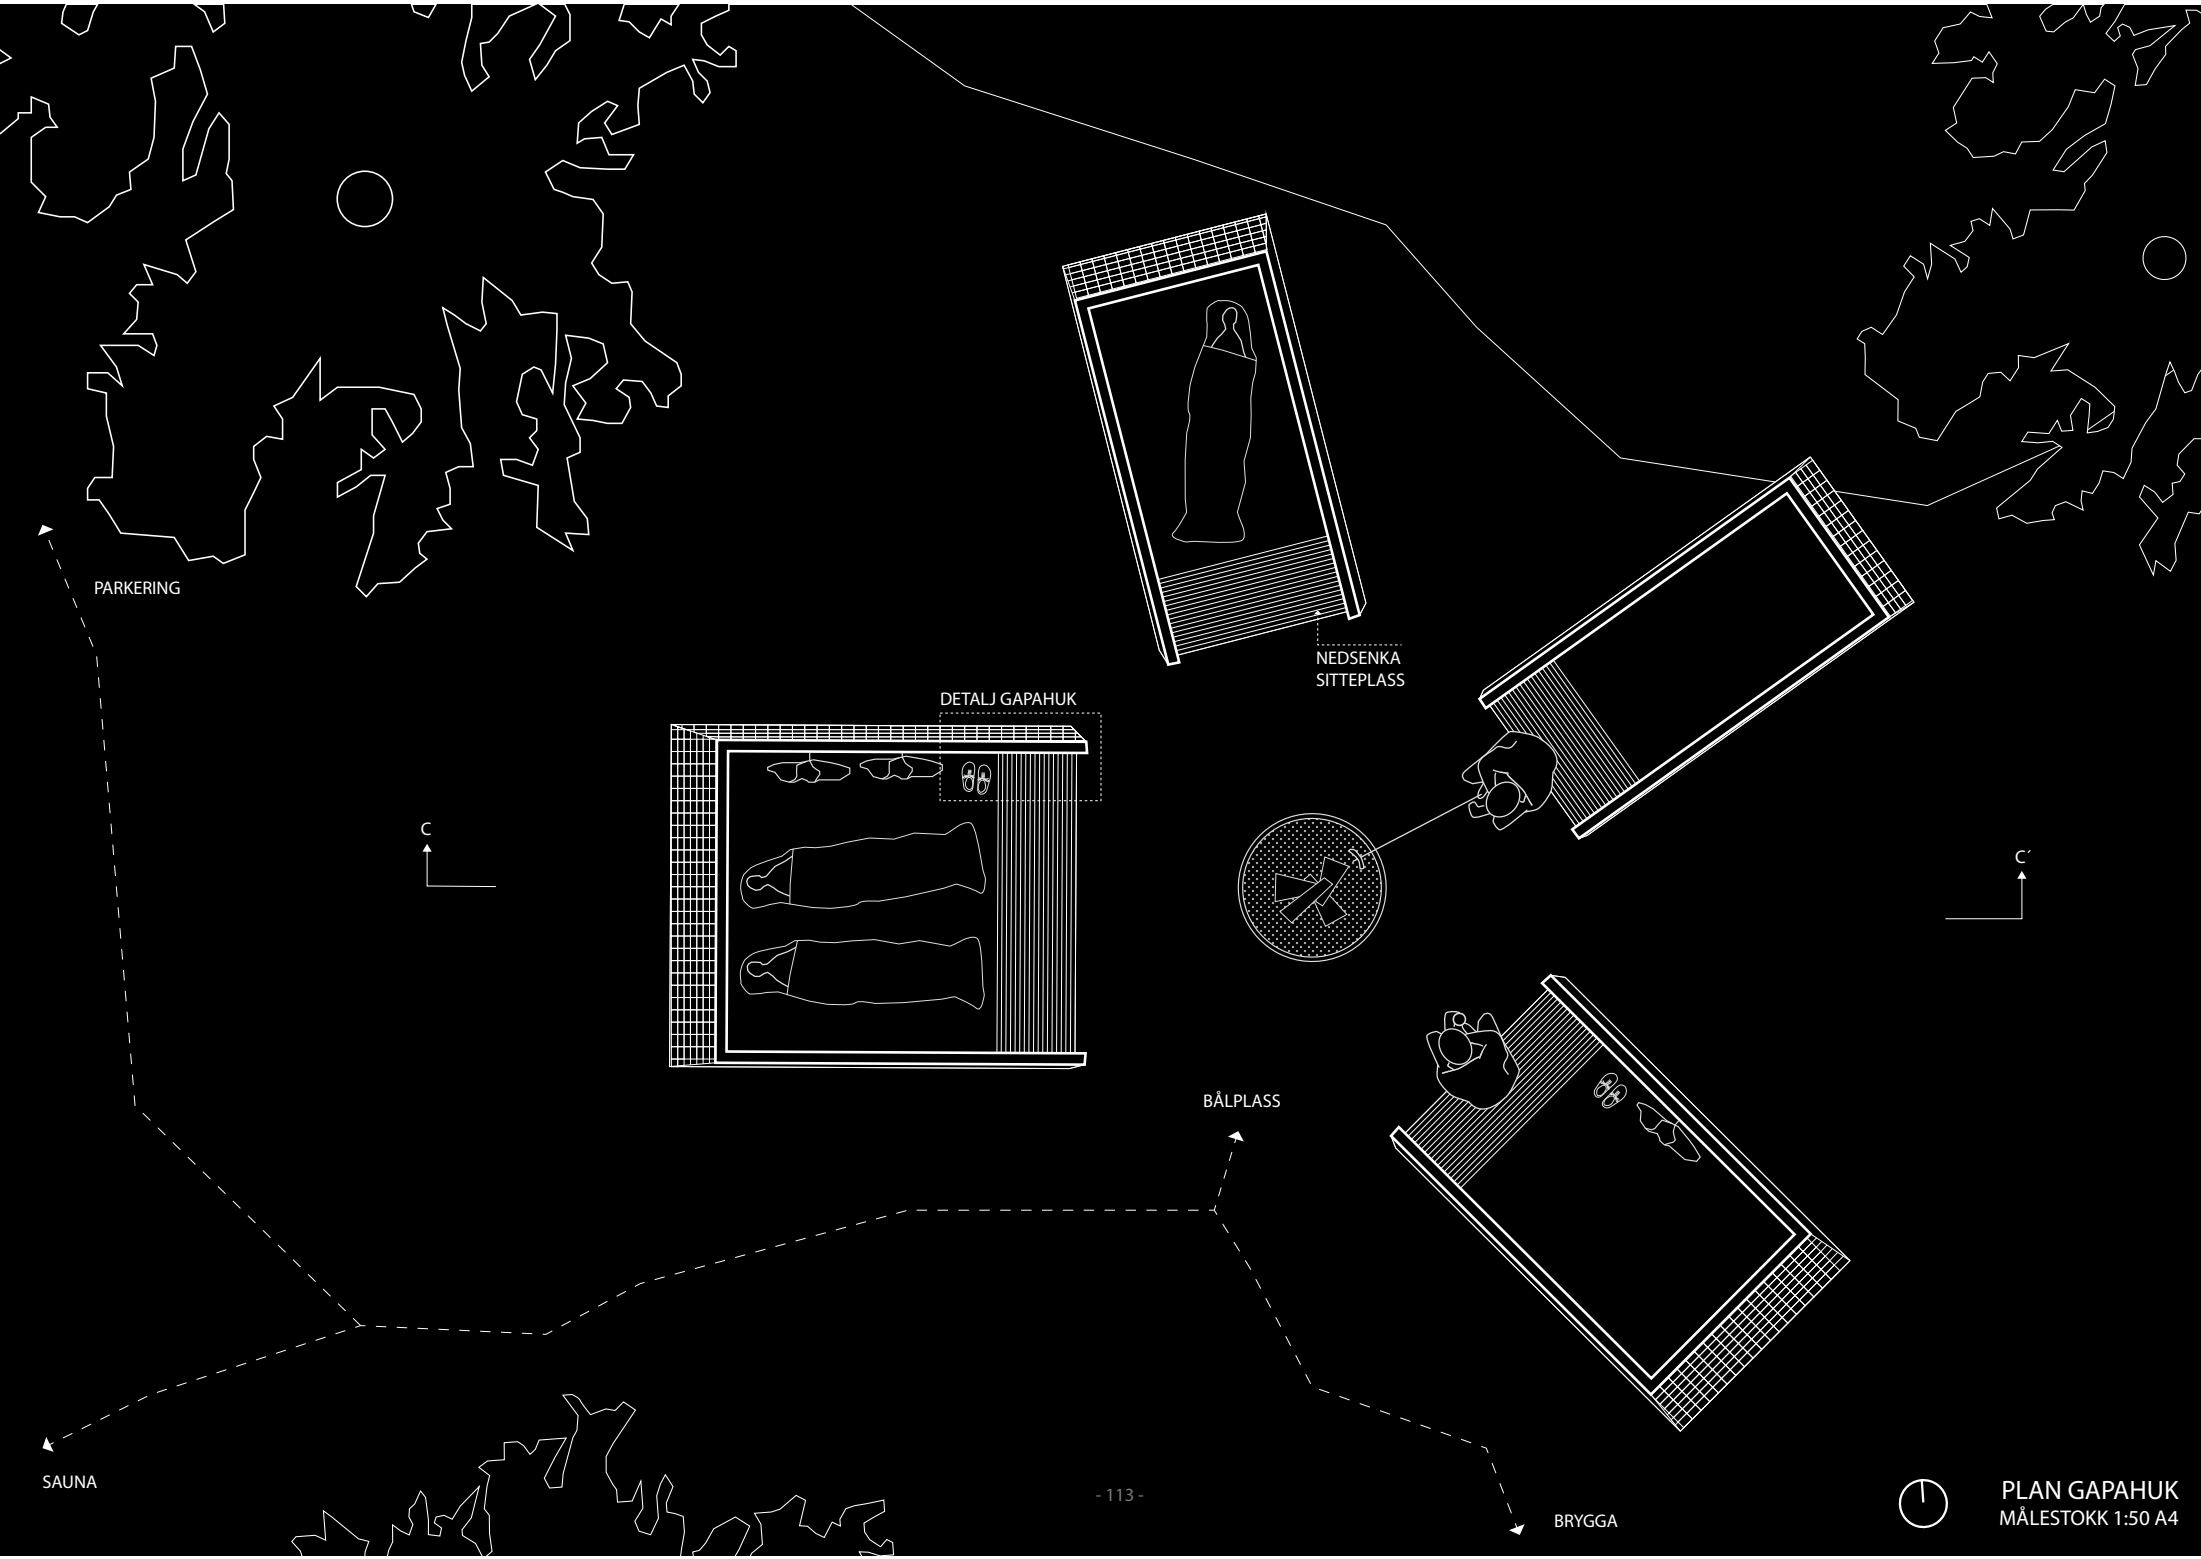 PARKERING
NEDSENKA
SITTEPLASS
DETALJ GAPAHUK
C
C´
BÅLPLASS
SAUNA
- 113 -
BRYGGA
PLAN GAPAHUK
MÅLESTOKK 1:50 A4